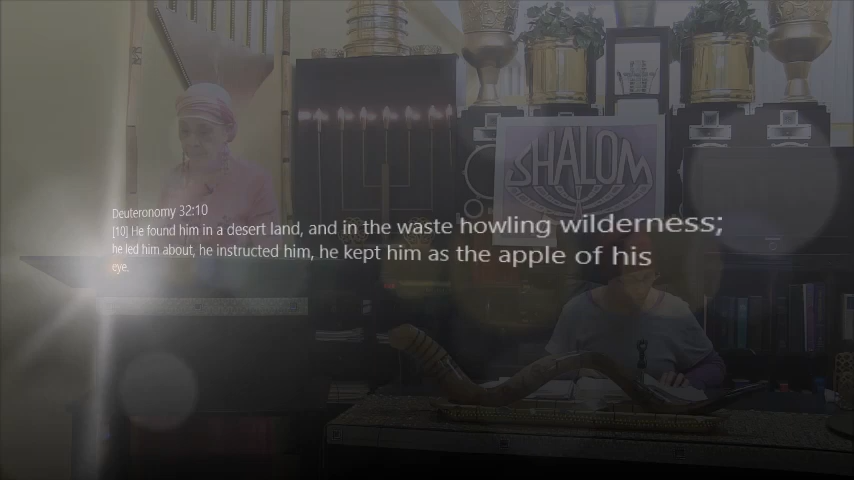 SHALOM
Deuteronomy 32:10
[10] He found him in a desert land, and in the waste howling wilderness;
he led him about, he instructed him, he kept him as the apple of his
eye.